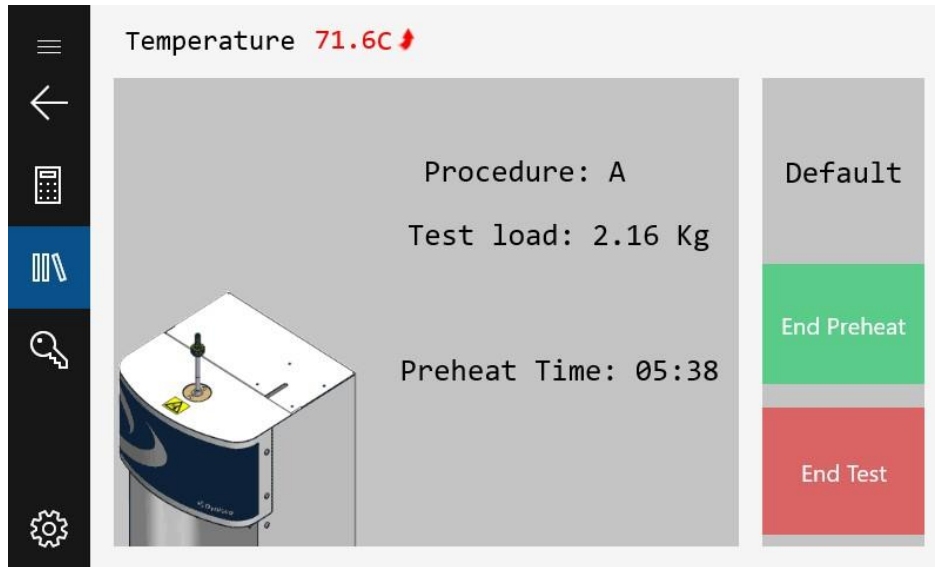 Temperature 71.6C
Procedure: A
Test load: 2.16 Kg
Preheat Time: 05:38
Default
End Preheat
End Test